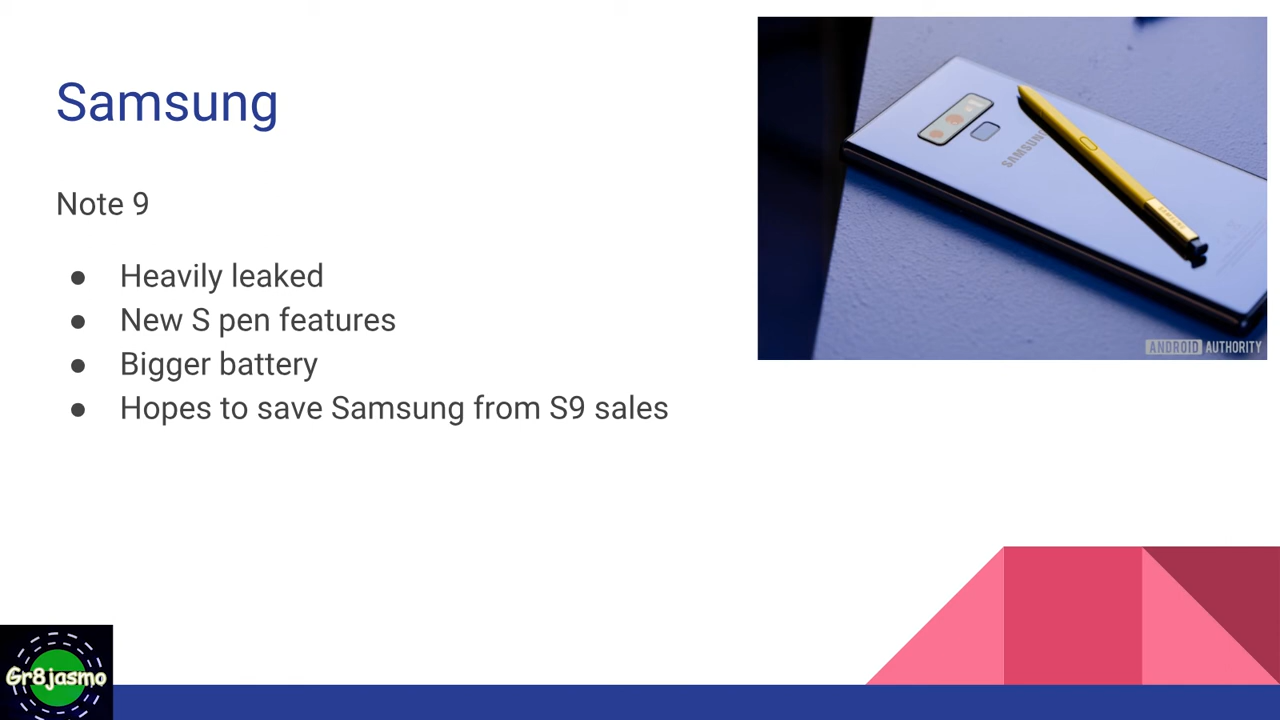 Samsung
Note 9
● Heavily leaked
● New S pen features
● Bigger battery
● Hopes to save Samsung from S9 sales
SAMSUNG
SAMSUNG
ANDROID AUTHORITY
Gr8jasmo